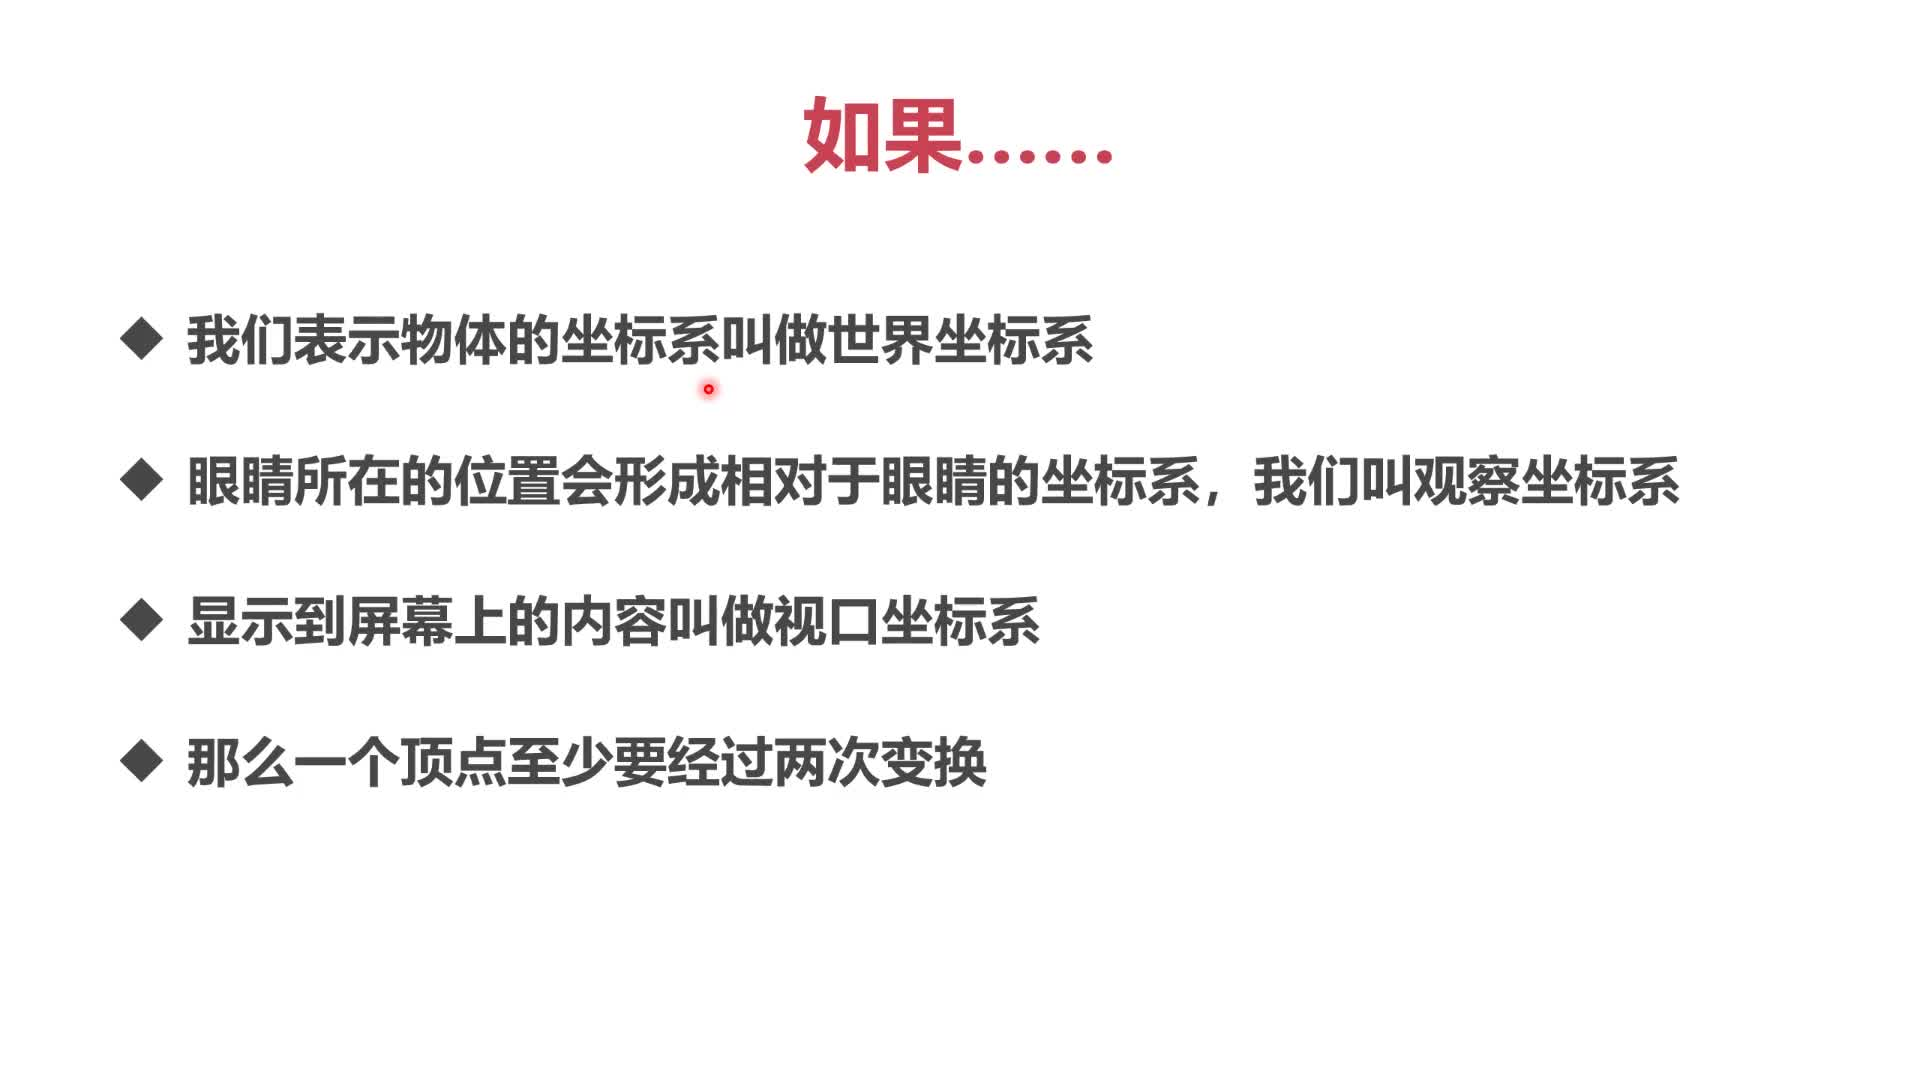 如果……
◆ 我们表示物体的坐标系叫做世界坐标系
◆ 眼睛所在的位置会形成相对于眼睛的坐标系，我们叫观察坐标系
◆ 显示到屏幕上的内容叫做视口坐标系
◆ 那么一个顶点至少要经过两次变换